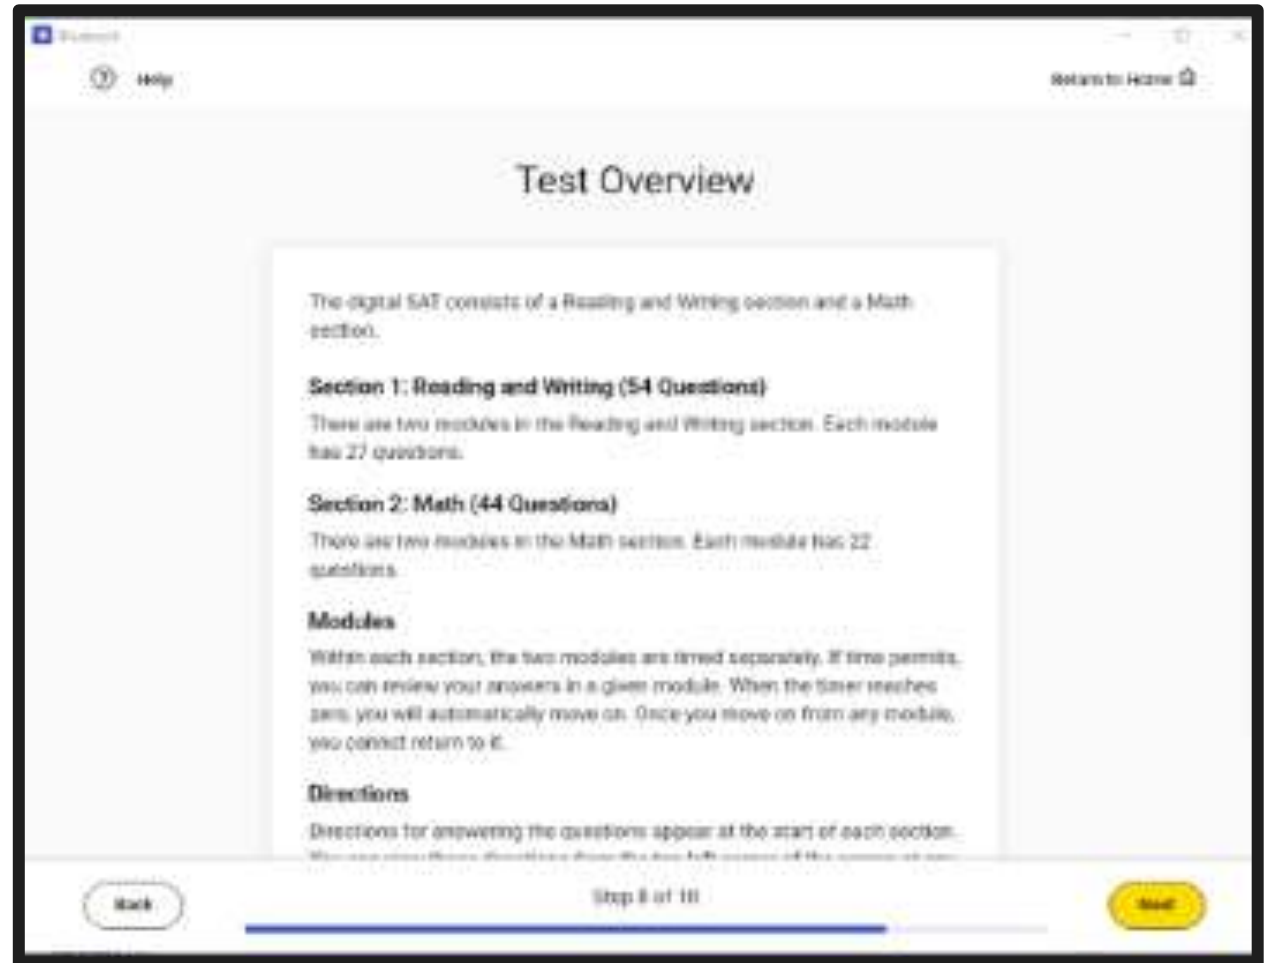 Bluebook
Help
Return to Home
Test Overview
The digital SAT consists of a Reading and Writing section and a Math
section.
Section 1: Reading and Writing (54 Questions)
There are two modules in the Reading and Writing section. Each module
has 27 questions.
Section 2: Math (44 Questions)
There are two modules in the Math section. Each module has 22
questions.
Modules
Within each section, the two modules are timed separately. If time permits,
you can review your answers in a given module. When the timer reaches
zero, you will automatically move on. Once you move on from any module,
you cannot return to it.
Directions
Directions for answering the questions appear at the start of each section.
Back
Step 8 of 10
Next